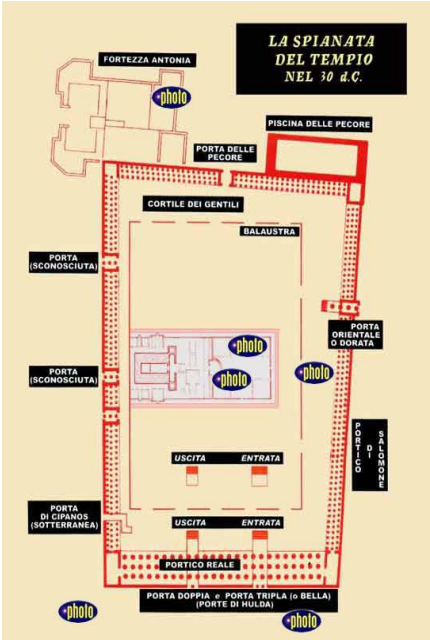 LA SPIANATA
DEL TEMPIO
NEL 30 d.C.
FORTEZZA ANTONIA
photo
PISCINA DELLE PECORE
PORTA DELLE
PECORE
CORTILE DEI GENTILI
BALAUSTRA
PORTA
(SCONOSCIUTA)
PORTA
ORIENTALE
O DORATA
photo
photo
photo
PORTA
(SCONOSCIUTA)
PORTICO
DI
SALOMONE
USCITA ENTRATA
PORTA
DI CIPANOS
(SOTTERRANEA)
USCITA ENTRATA
PORTICO REALE
PORTA DOPPIA e PORTA TRIPLA (o BELLA)
(PORTE DI HULDA)
photo
photo